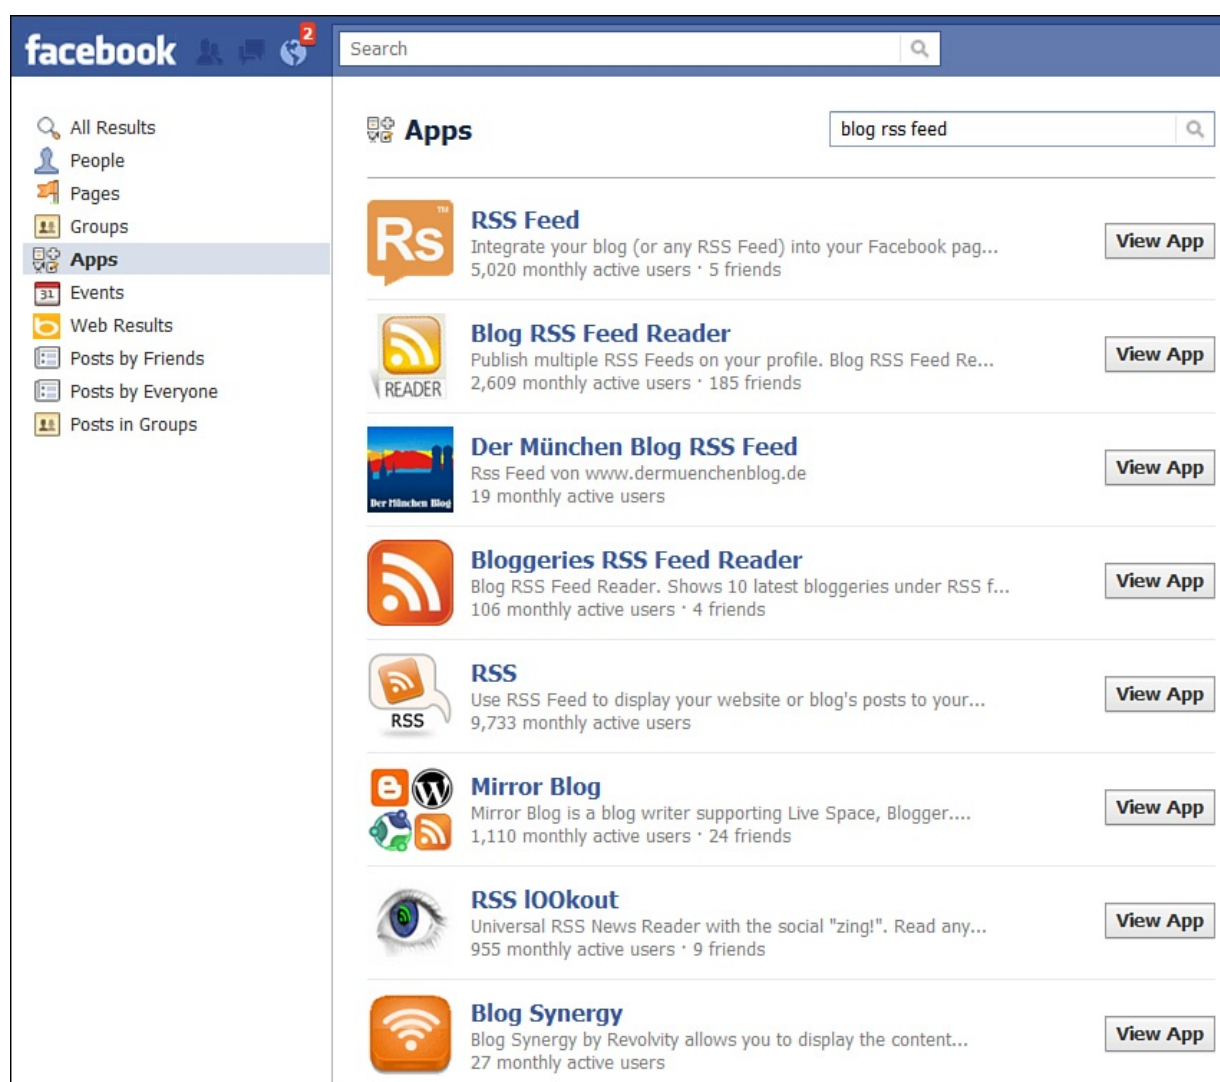 facebook
2
Search
All Results
People
Pages
Groups
Apps
31
Events
Web Results
Posts by Friends
Posts by Everyone
Posts in Groups
Apps
blog rss feed
Rs™
RSS Feed
Integrate your blog (or any RSS Feed) into your Facebook pag...
5,020 monthly active users · 5 friends
View App
READER
Blog RSS Feed Reader
Publish multiple RSS Feeds on your profile. Blog RSS Feed Re...
2,609 monthly active users · 185 friends
View App
Der München Blog
Der München Blog RSS Feed
Rss Feed von www.dermuenchenblog.de
19 monthly active users
View App
Bloggeries RSS Feed Reader
Blog RSS Feed Reader. Shows 10 latest bloggeries under RSS f...
106 monthly active users · 4 friends
View App
RSS
RSS
Use RSS Feed to display your website or blog's posts to your...
9,733 monthly active users
View App
Mirror Blog
Mirror Blog is a blog writer supporting Live Space, Blogger....
1,110 monthly active users · 24 friends
View App
RSS lOOkout
Universal RSS News Reader with the social "zing!". Read any...
955 monthly active users · 9 friends
View App
Blog Synergy
Blog Synergy by Revolvity allows you to display the content...
27 monthly active users
View App